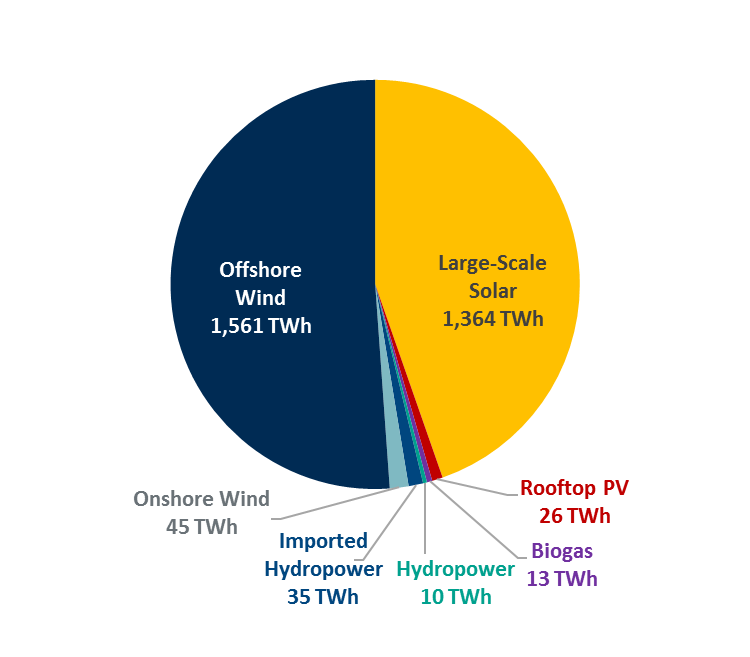 Offshore
Wind
1,561 TWh
Large-Scale
Solar
1,364 TWh
Onshore Wind
45 TWh
Imported
Hydropower
35 TWh
Hydropower
10 TWh
Biogas
13 TWh
Rooftop PV
26 TWh